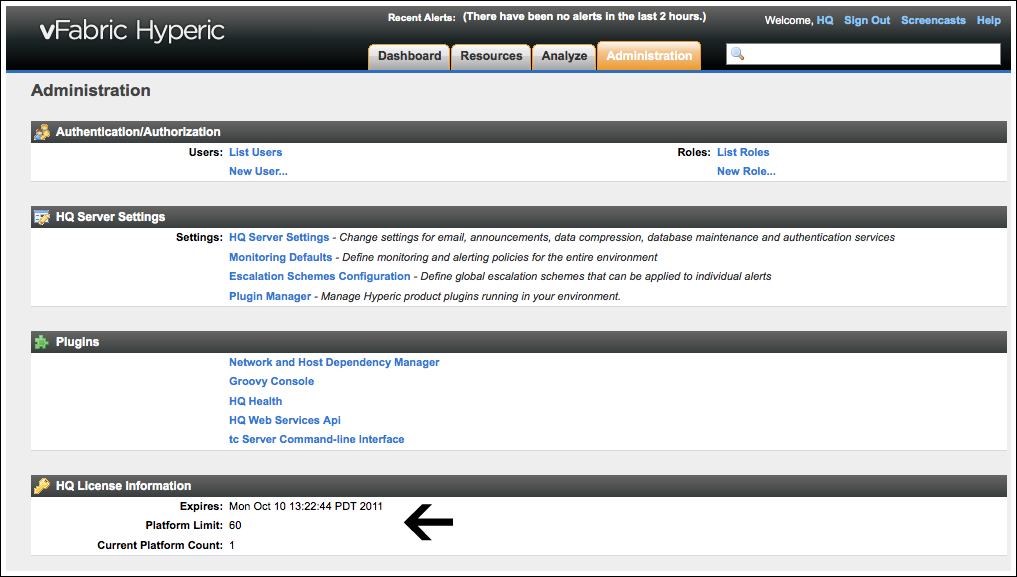 vFabric Hyperic
Recent Alerts: (There have been no alerts in the last 2 hours.)
Welcome, HQ Sign Out Screencasts Help
Dashboard Resources Analyze Administration
Administration
Authentication/Authorization
Users: List Users Roles: List Roles
New User... New Role...
HQ Server Settings
Settings: HQ Server Settings - Change settings for email, announcements, data compression, database maintenance and authentication services
Monitoring Defaults - Define monitoring and alerting policies for the entire environment
Escalation Schemes Configuration - Define global escalation schemes that can be applied to individual alerts
Plugin Manager - Manage Hyperic product plugins running in your environment.
Plugins
Network and Host Dependency Manager
Groovy Console
HQ Health
HQ Web Services Api
tc Server Command-line Interface
HQ License Information
Expires: Mon Oct 10 13:22:44 PDT 2011
Platform Limit: 60
Current Platform Count: 1